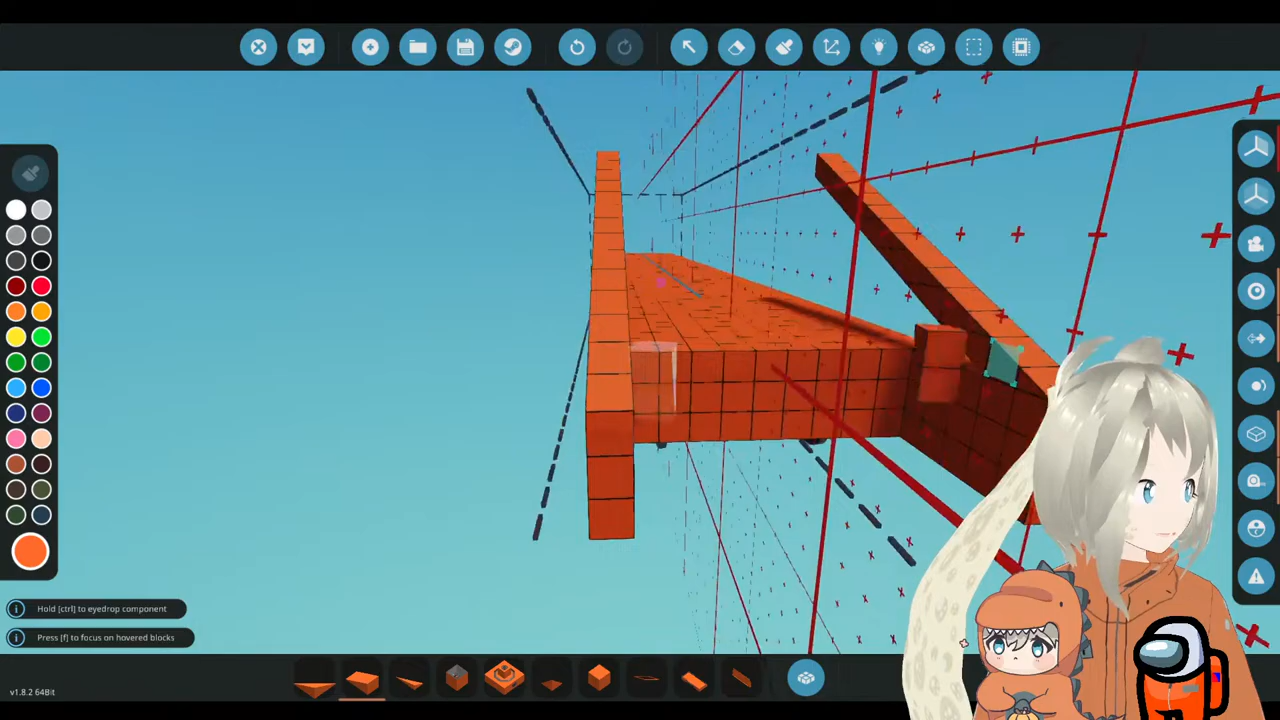 Hold [ctrl] to eyedrop component
Press [f] to focus on hovered blocks
v1.8.2 64Bit